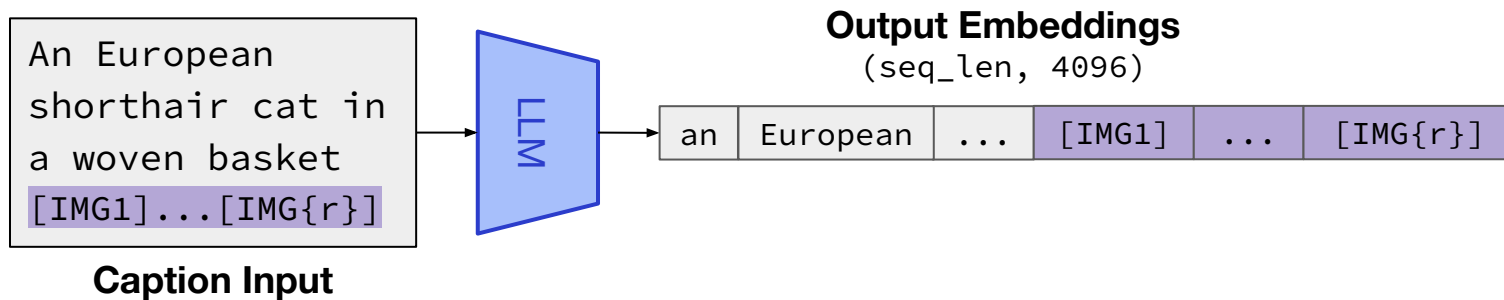 An European
shorthair cat in
a woven basket
[IMG1]...[IMG{r}]
Caption Input
LLM
Output Embeddings
(seq_len, 4096)
an European ... [IMG1] ... [IMG{r}]